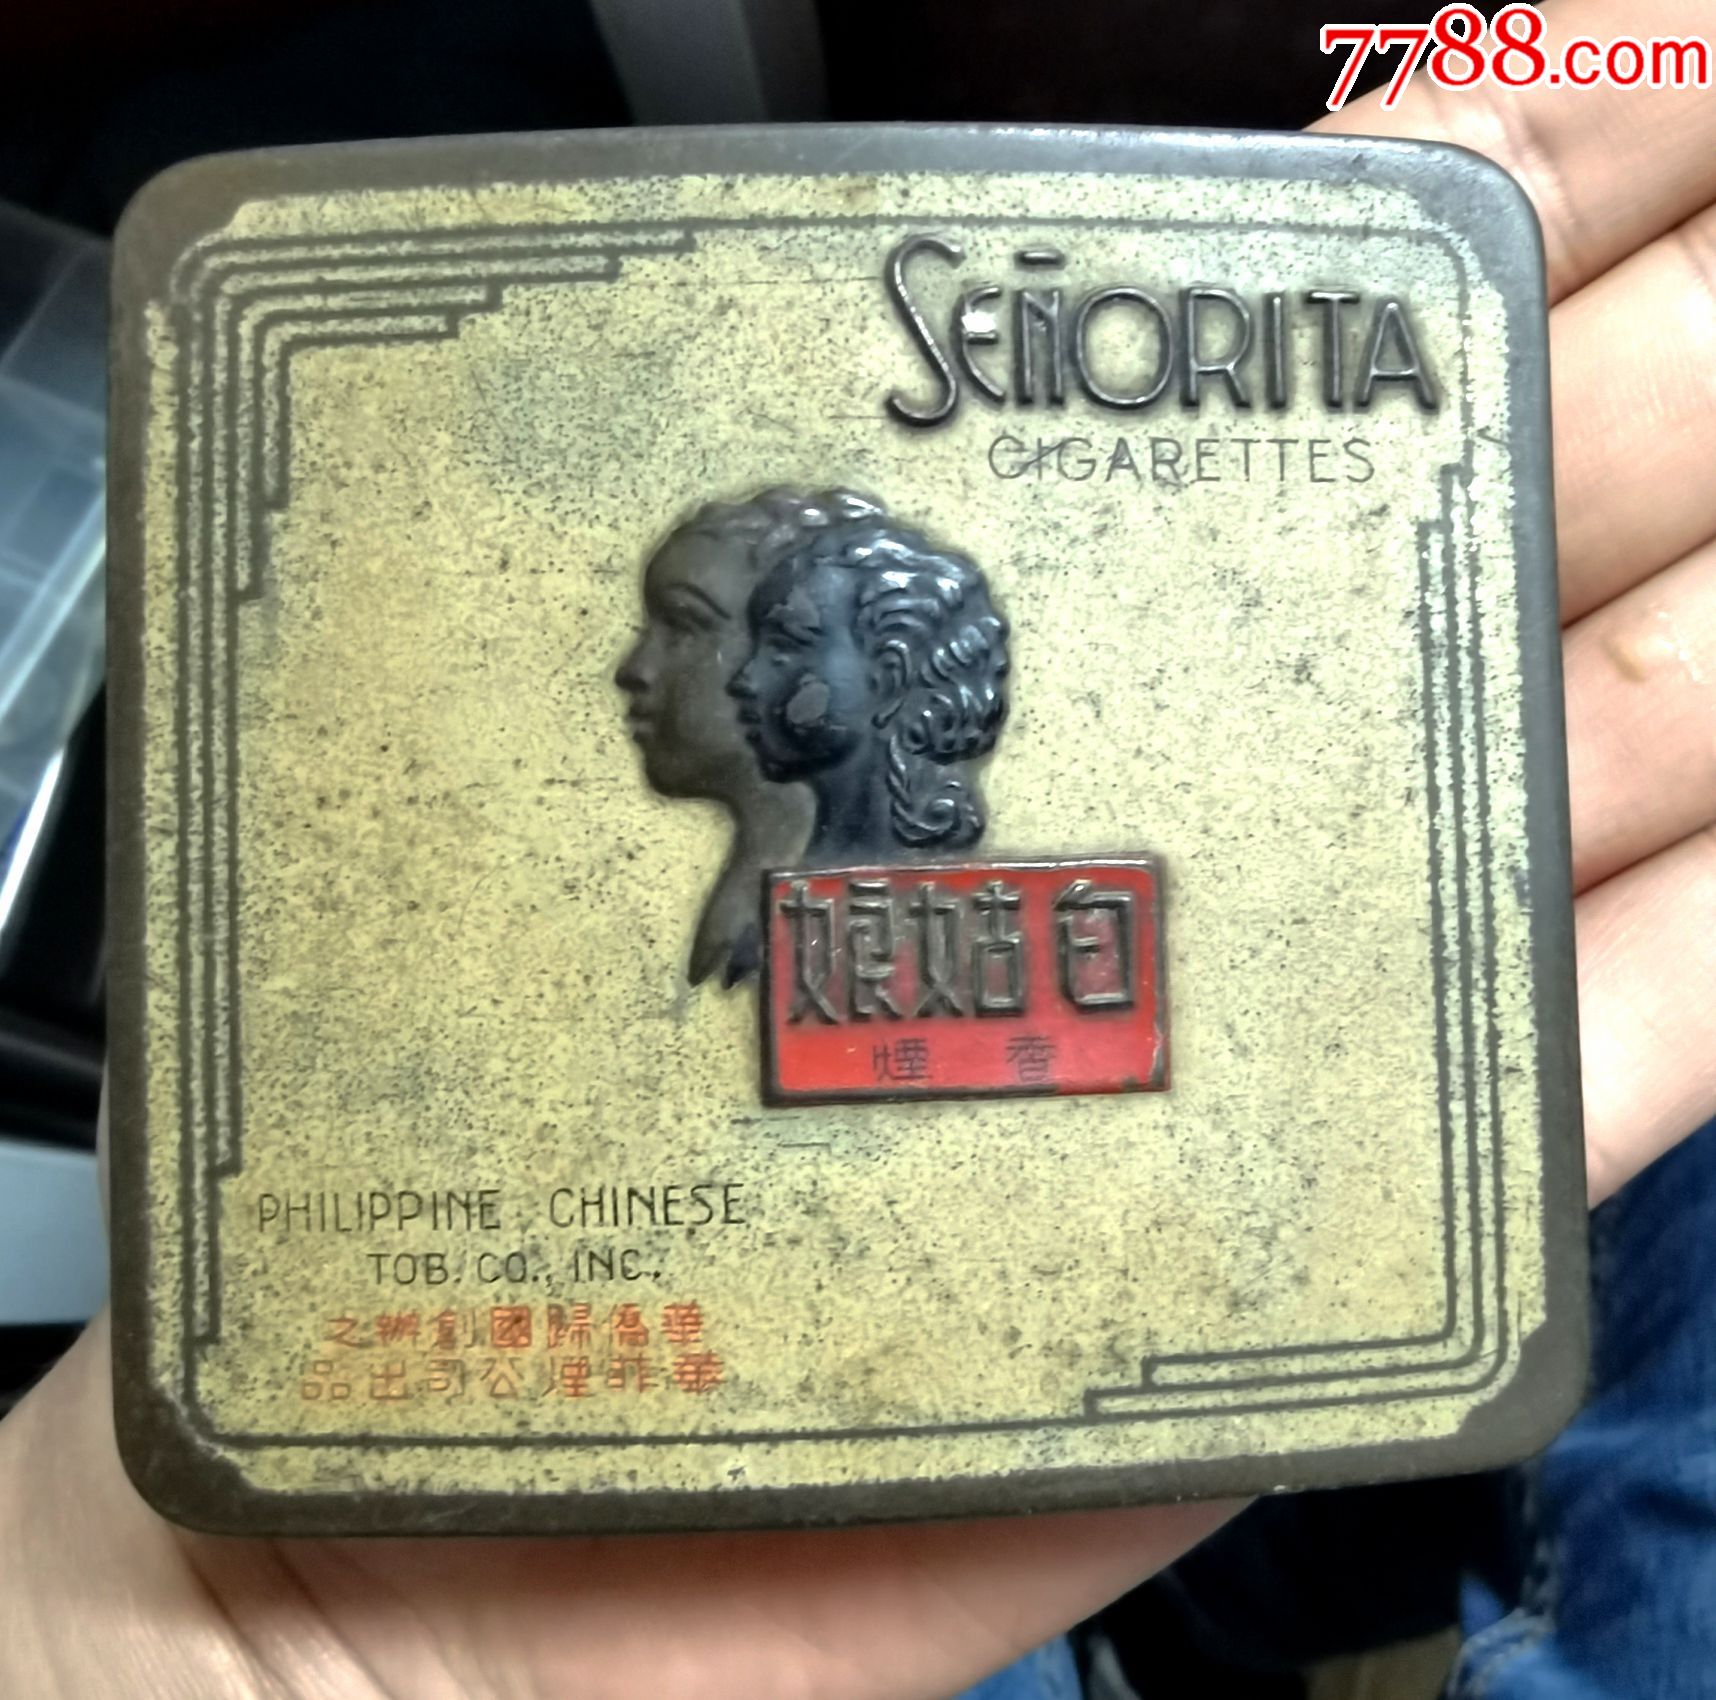 7788.com
SEÑORITA
CIGARETTES
白姑娘
香煙
PHILIPPINE CHINESE
TOB. CO., INC.
華僑歸國創辦之
華菲煙公司出品